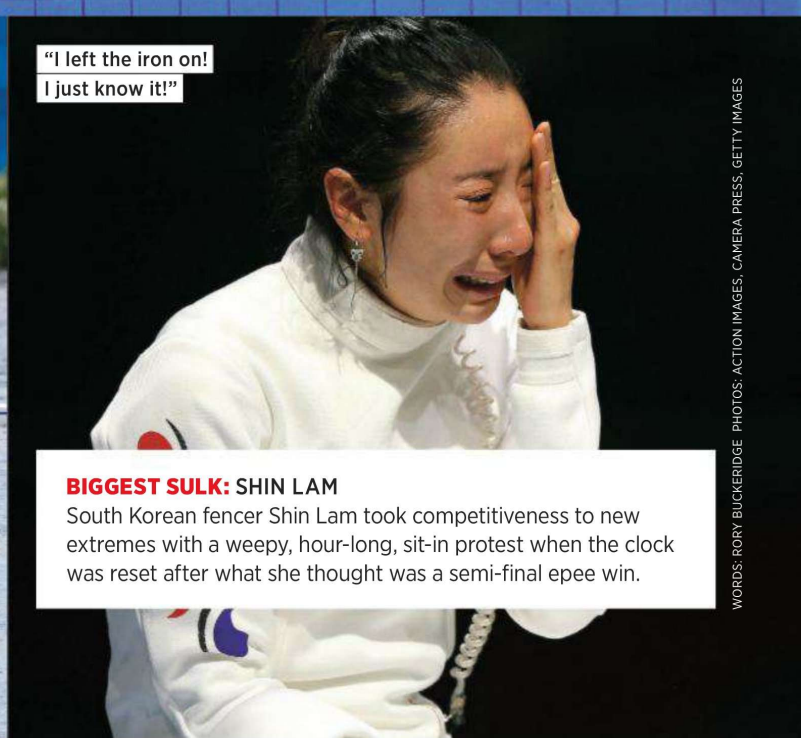 “I left the iron on!
I just know it!”
BIGGEST SULK: SHIN LAM
South Korean fencer Shin Lam took competitiveness to new
extremes with a weepy, hour-long, sit-in protest when the clock
was reset after what she thought was a semi-final epee win.
WORDS: RORY BUCKERIDGE PHOTOS: ACTION IMAGES, CAMERA PRESS, GETTY IMAGES